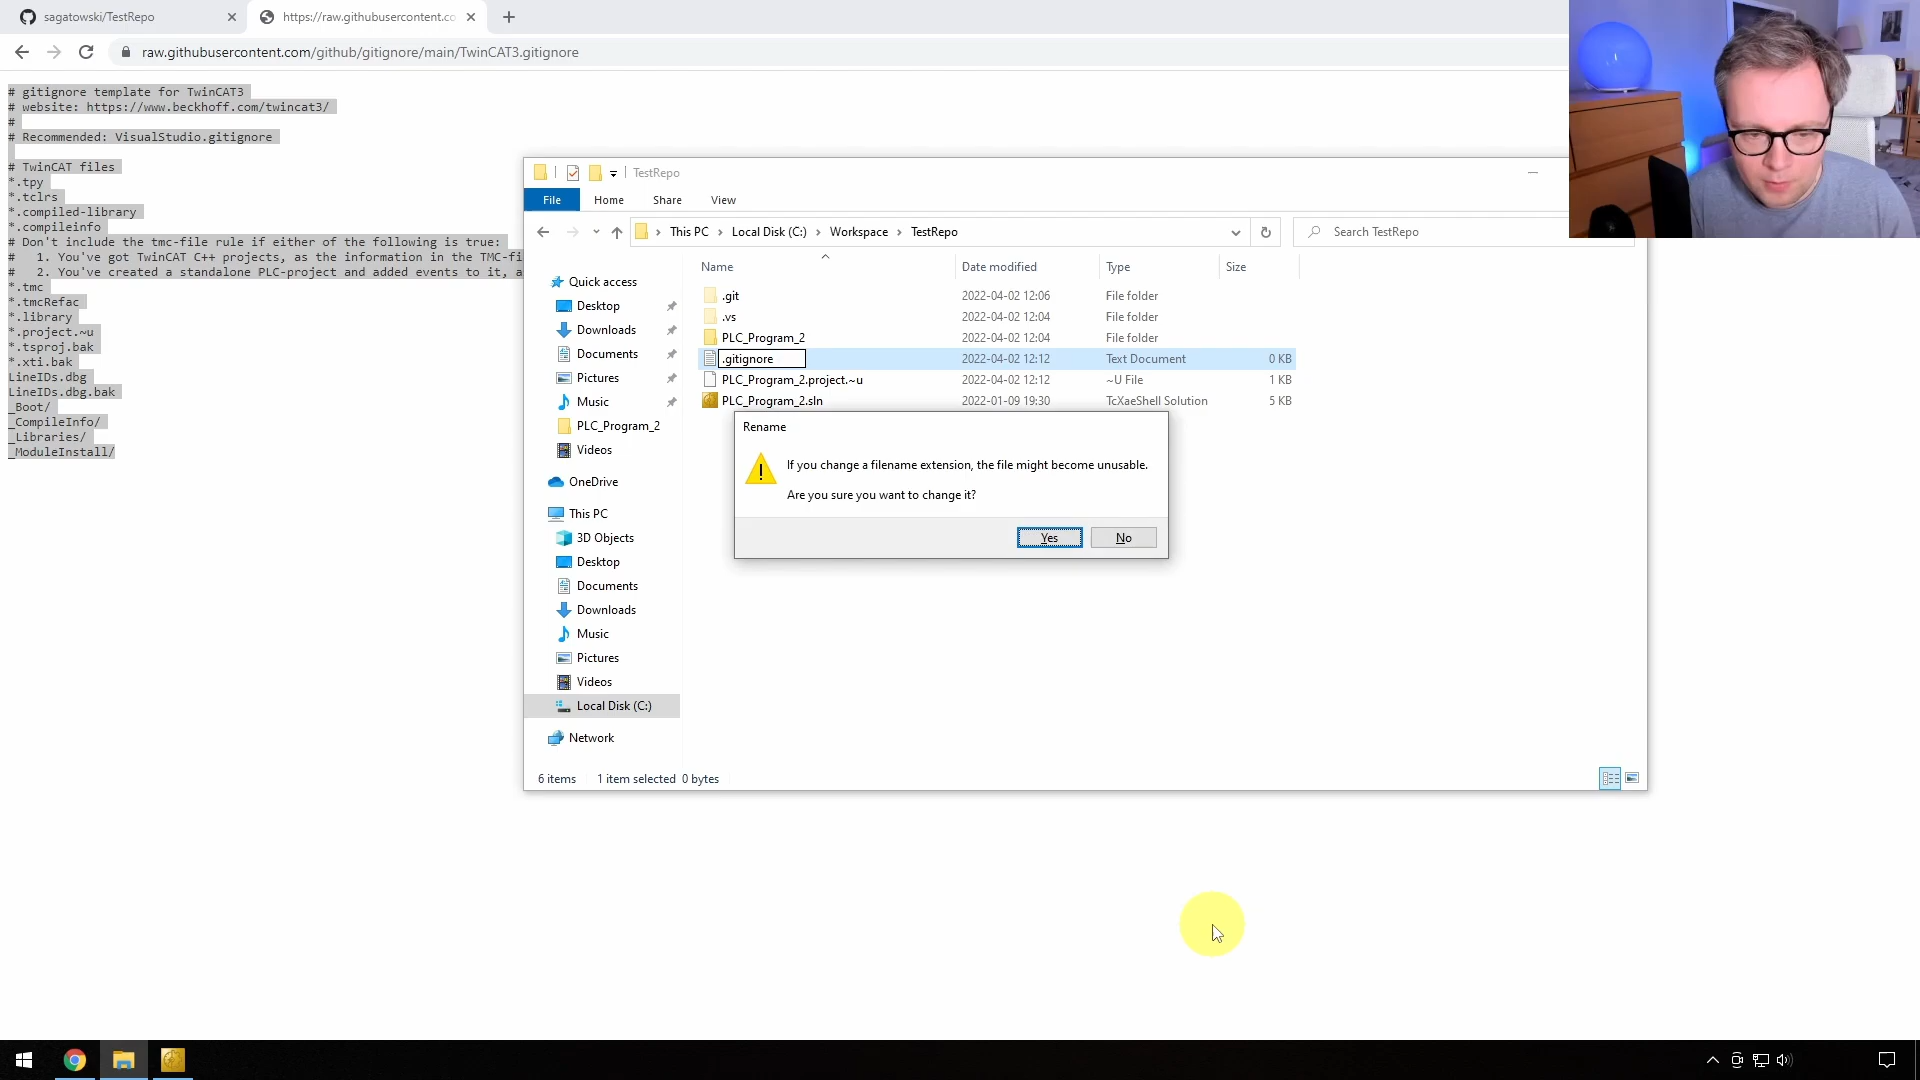 sagatowski/TestRepo
https://raw.githubusercontent.co
raw.githubusercontent.com/github/gitignore/main/TwinCAT3.gitignore
# gitignore template for TwinCAT3
# website: https://www.beckhoff.com/twincat3/
#
# Recommended: VisualStudio.gitignore
# TwinCAT files
*.tpy
*.tclrs
*.compiled-library
*.compileinfo
# Don't include the tmc-file rule if either of the following is true:
#   1. You've got TwinCAT C++ projects, as the information in the TMC-fi
#   2. You've created a standalone PLC-project and added events to it, a
*.tmc
*.tmcRefac
*.library
*.project.~u
*.tsproj.bak
*.xti.bak
LineIDs.dbg
LineIDs.dbg.bak
_Boot/
_CompileInfo/
_Libraries/
_ModuleInstall/
TestRepo
File Home Share View
This PC > Local Disk (C:) > Workspace > TestRepo
Search TestRepo
Name Date modified Type Size
.git 2022-04-02 12:06 File folder
.vs 2022-04-02 12:04 File folder
PLC_Program_2 2022-04-02 12:04 File folder
.gitignore 2022-04-02 12:12 Text Document 0 KB
PLC_Program_2.project.~u 2022-04-02 12:12 ~U File 1 KB
PLC_Program_2.sln 2022-01-09 19:30 TcXaeShell Solution 5 KB
Quick access
Desktop
Downloads
Documents
Pictures
Music
PLC_Program_2
Videos
OneDrive
This PC
3D Objects
Desktop
Documents
Downloads
Music
Pictures
Videos
Local Disk (C:)
Network
Rename
If you change a filename extension, the file might become unusable.
Are you sure you want to change it?
Yes No
6 items 1 item selected 0 bytes